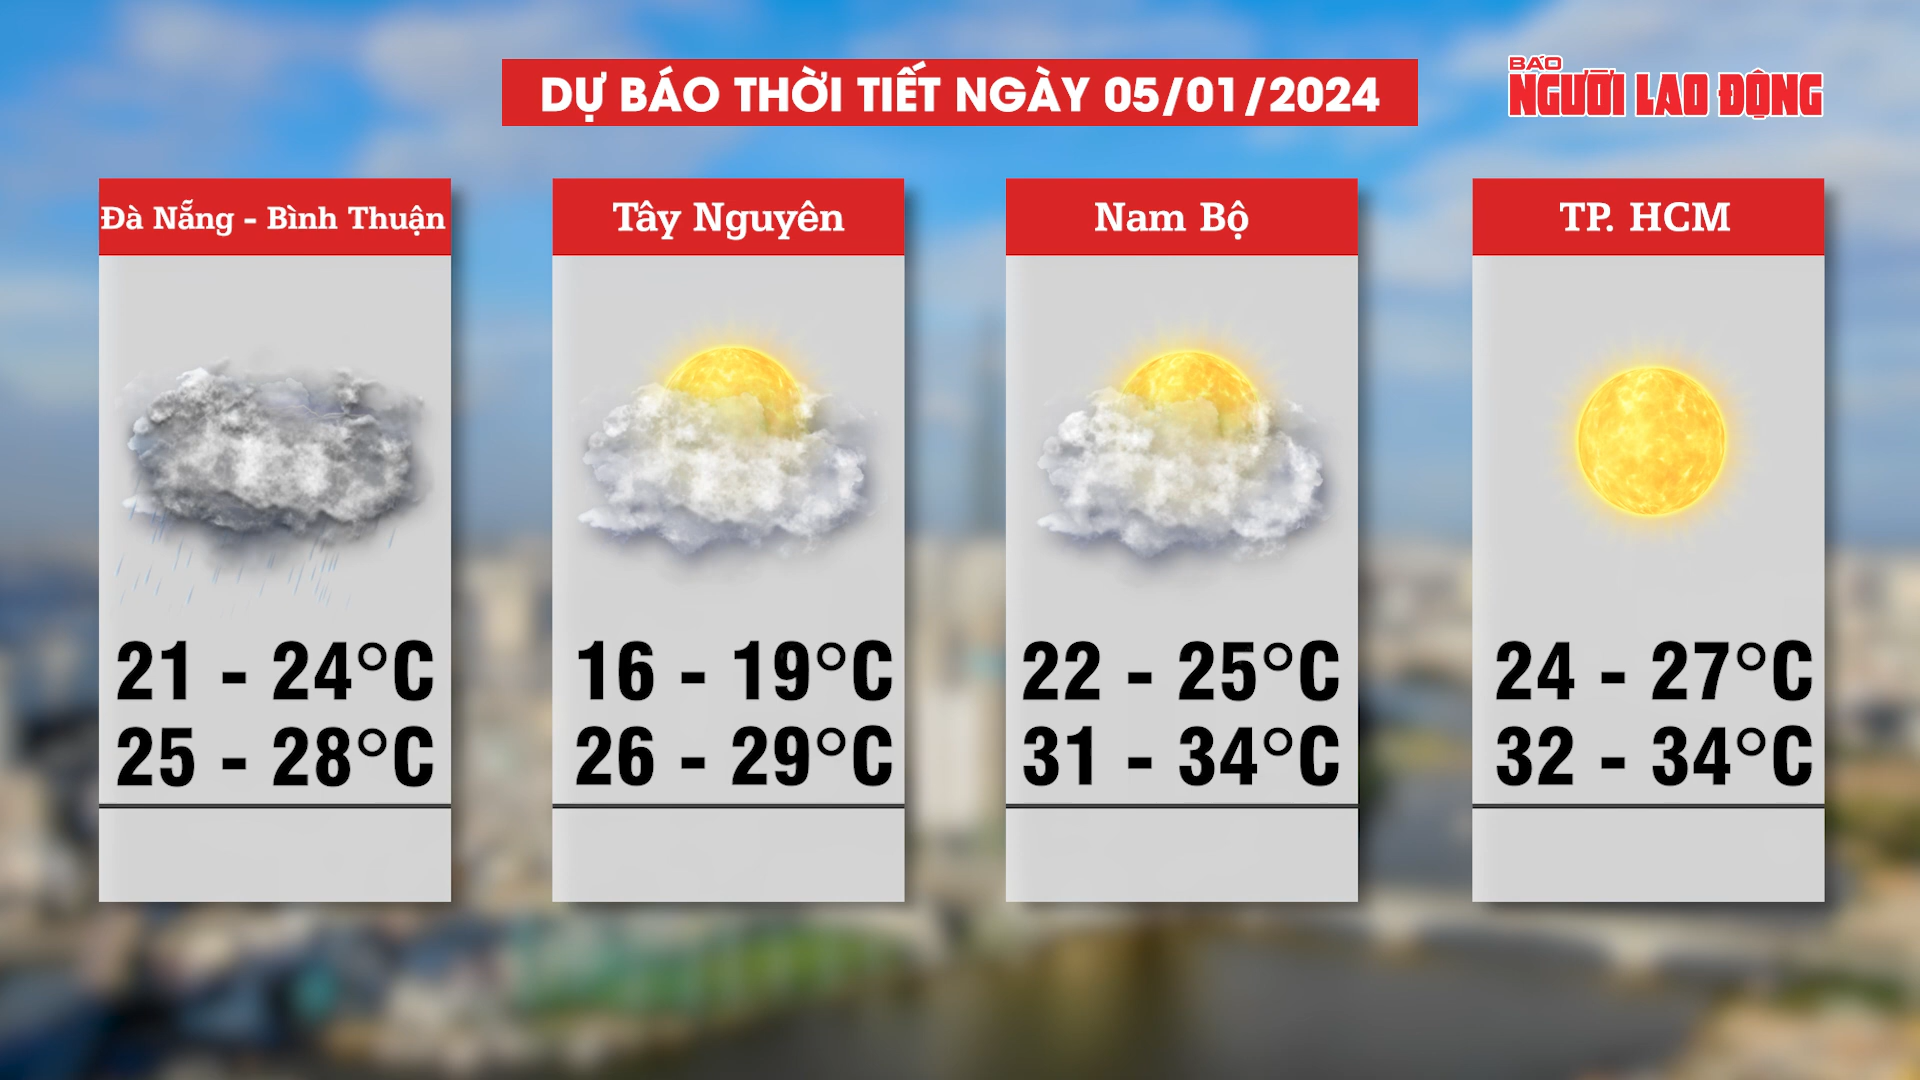 DỰ BÁO THỜI TIẾT NGÀY 05/01/2024
BÁO
NGƯỜI LAO ĐỘNG
Đà Nẵng - Bình Thuận
21 - 24°C
25 - 28°C
Tây Nguyên
16 - 19°C
26 - 29°C
Nam Bộ
22 - 25°C
31 - 34°C
TP. HCM
24 - 27°C
32 - 34°C